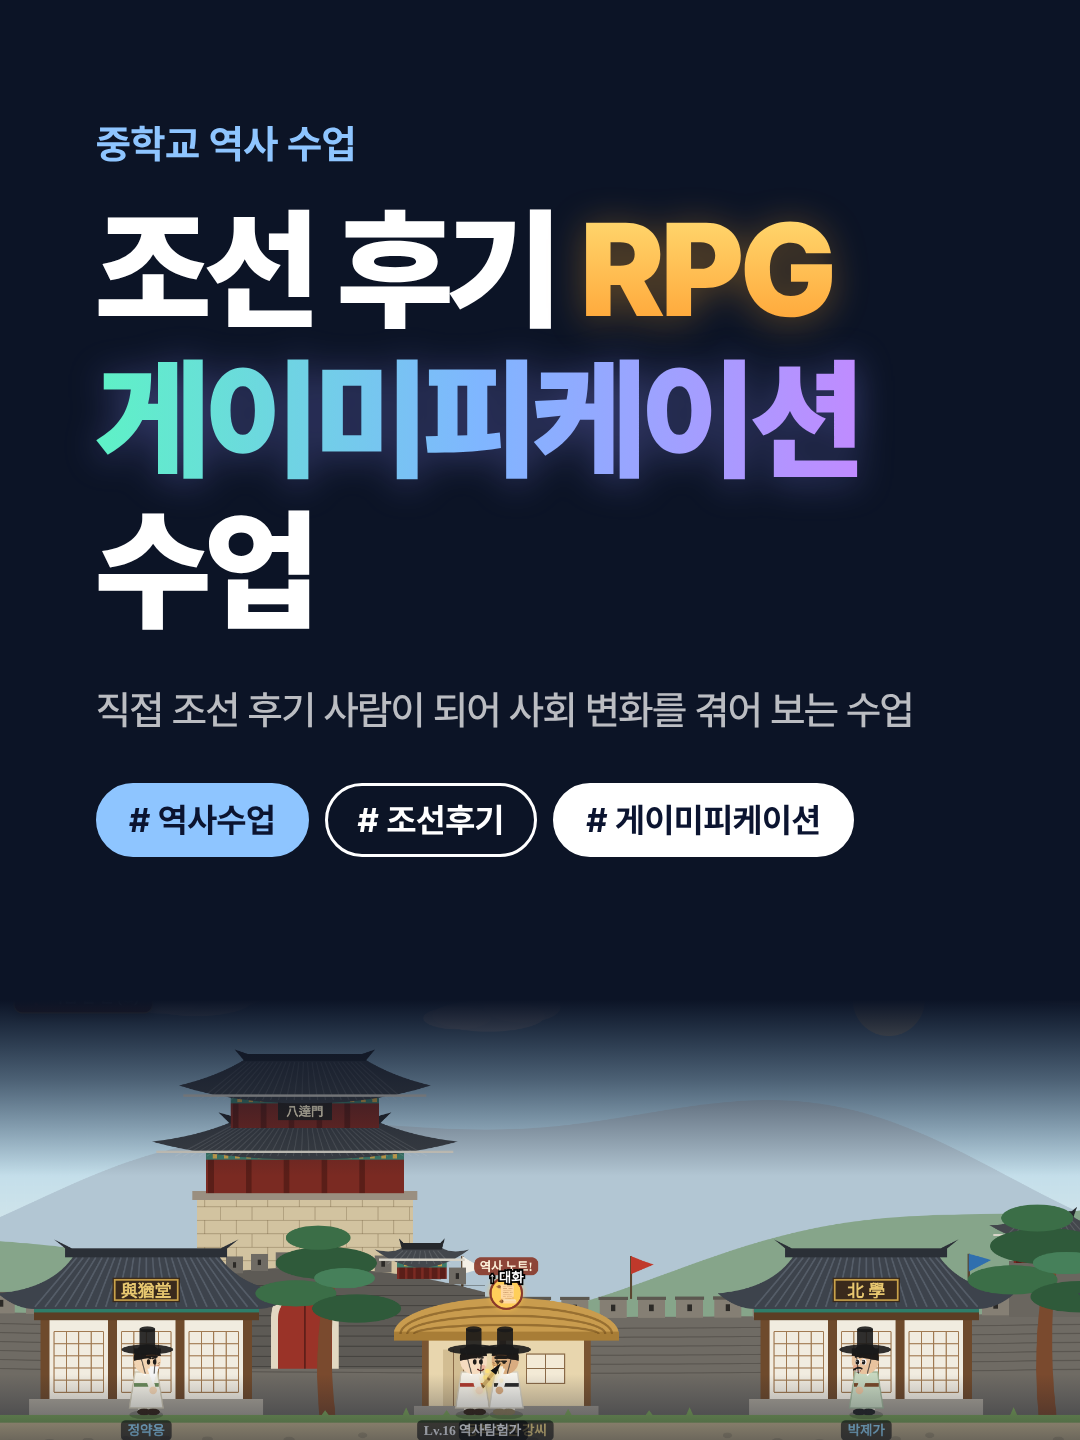 중학교 역사 수업
조선 후기 RPG
게이미피케이션
수업
직접 조선 후기 사람이 되어 사회 변화를 겪어 보는 수업
# 역사수업 # 조선후기 # 게이미피케이션
八達門
역사 노트!
↑ 대화
與猶堂
北 學
정약용
Lv.16 역사탐험가
박제가